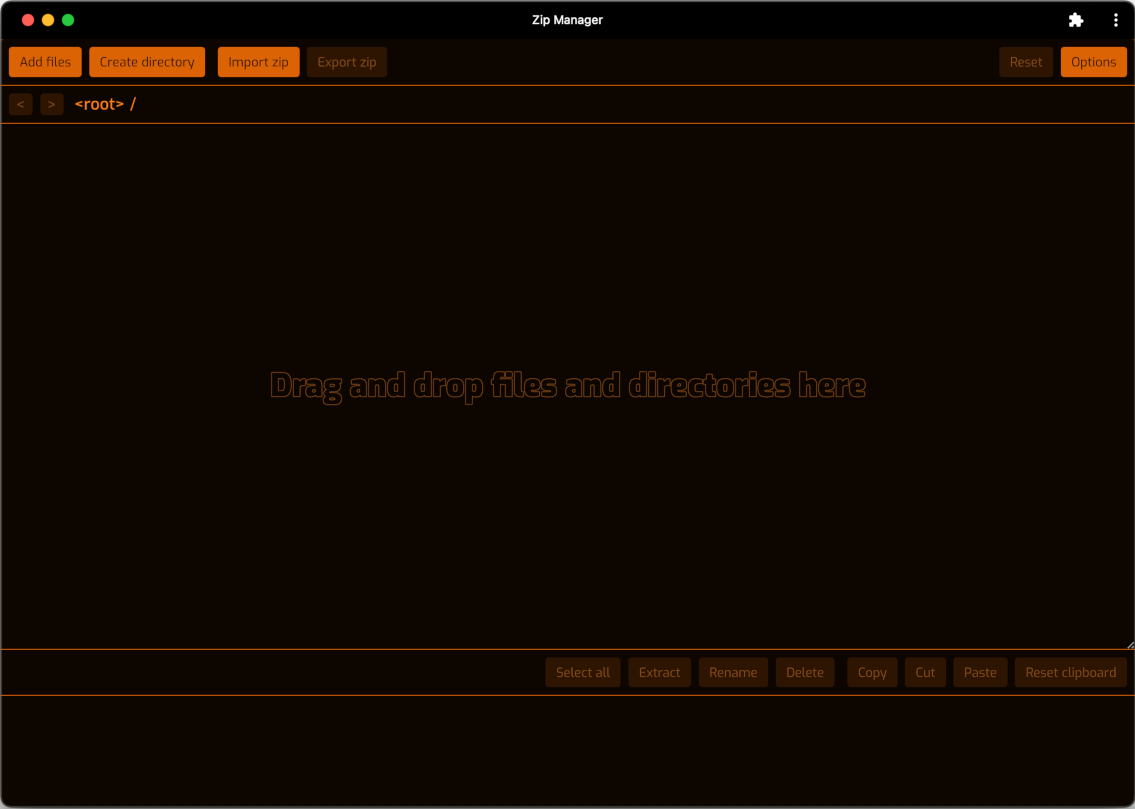 Zip Manager
Add files Create directory Import zip Export zip Reset Options
< > <root> /
Drag and drop files and directories here
Select all Extract Rename Delete Copy Cut Paste Reset clipboard